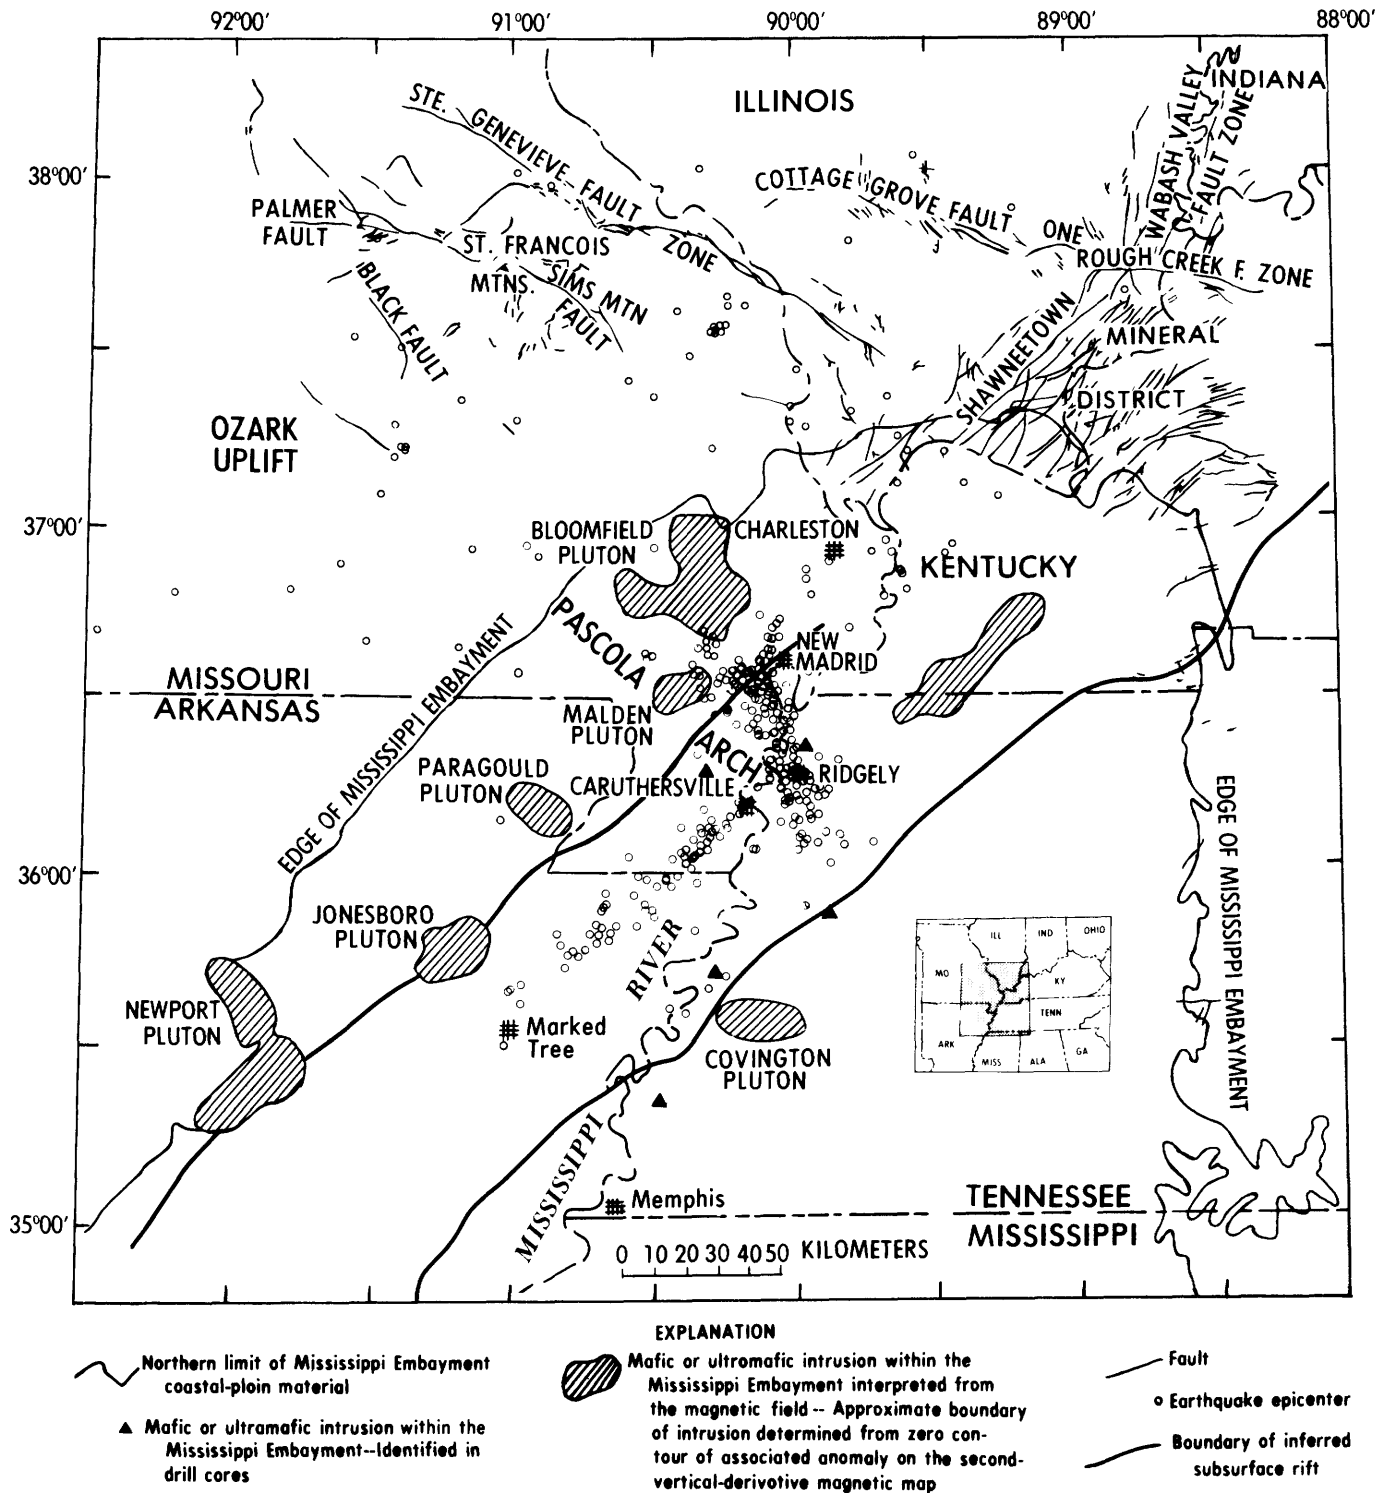 92°00'
91°00'
90°00'
89°00'
88°00'
INDIANA
ILLINOIS
WABASH VALLEY
FAULT ZONE
STE. GENEVIEVE FAULT ZONE
38°00'
COTTAGE GROVE FAULT ONE
PALMER
FAULT
ST. FRANCOIS
MTNS.
SIMS MTN
FAULT
BLACK FAULT
ROUGH CREEK F. ZONE
SHAWNEETOWN
MINERAL
DISTRICT
OZARK
UPLIFT
37°00'
BLOOMFIELD
PLUTON
CHARLESTON
KENTUCKY
PASCOLA
ARCH
NEW
MADRID
MISSOURI
ARKANSAS
EDGE OF MISSISSIPPI EMBAYMENT
MALDEN
PLUTON
PARAGOULD
PLUTON
CARUTHERSVILLE
RIDGELY
EDGE OF MISSISSIPPI EMBAYMENT
36°00'
JONESBORO
PLUTON
NEWPORT
PLUTON
Marked
Tree
MISSISSIPPI
RIVER
COVINGTON
PLUTON
ILL
IND
OHIO
MO
KY
TENN
ARK
MISS
ALA
GA
Memphis
TENNESSEE
MISSISSIPPI
35°00'
0 10 20 30 40 50 KILOMETERS
EXPLANATION
Northern limit of Mississippi Embayment
coastal-ploin material
Mafic or ultramafic intrusion within the
Mississippi Embayment--Identified in
drill cores
Mafic or ultromafic intrusion within the
Mississippi Embayment interpreted from
the magnetic field -- Approximate boundary
of intrusion determined from zero con-
tour of associated anomaly on the second-
vertical-derivotive magnetic map
Fault
Earthquake epicenter
Boundary of inferred
subsurface rift